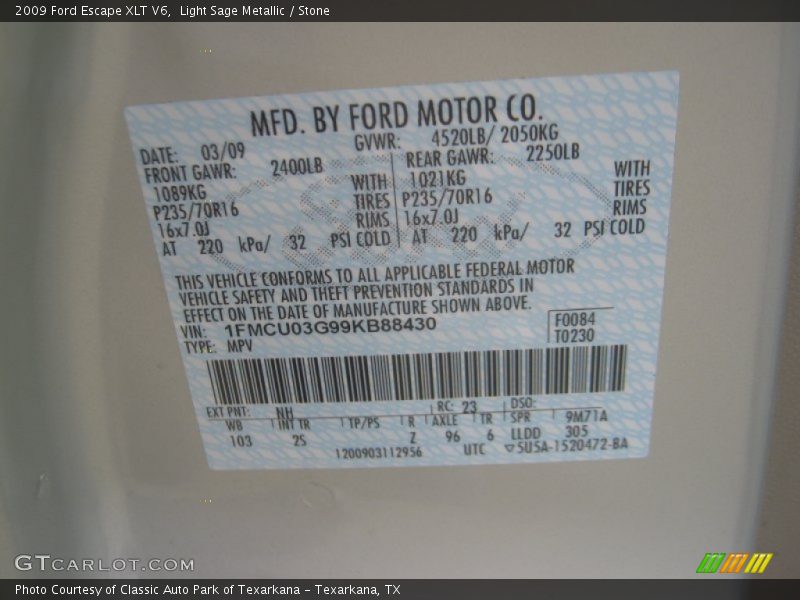 2009 Ford Escape XLT V6, Light Sage Metallic / Stone
MFD. BY FORD MOTOR CO.
DATE: 03/09 GVWR: 4520LB/ 2050KG
FRONT GAWR: 2400LB REAR GAWR: 2250LB
1089KG WITH 1021KG WITH
P235/70R16 TIRES P235/70R16 TIRES
16x7.0J RIMS 16x7.0J RIMS
AT 220 kPa/ 32 PSI COLD AT 220 kPa/ 32 PSI COLD
THIS VEHICLE CONFORMS TO ALL APPLICABLE FEDERAL MOTOR
VEHICLE SAFETY AND THEFT PREVENTION STANDARDS IN
EFFECT ON THE DATE OF MANUFACTURE SHOWN ABOVE.
VIN: 1FMCU03G99KB88430 F0084
TYPE: MPV T0230
EXT PNT: NH RC: 23 DSO:
WB INT TR TP/PS R AXLE TR SPR 9M71A
103 2S Z 96 6 LLDD 305
1200903112956 UTC ▽5U5A-1520472-BA
GTCARLOT.COM
Photo Courtesy of Classic Auto Park of Texarkana - Texarkana, TX